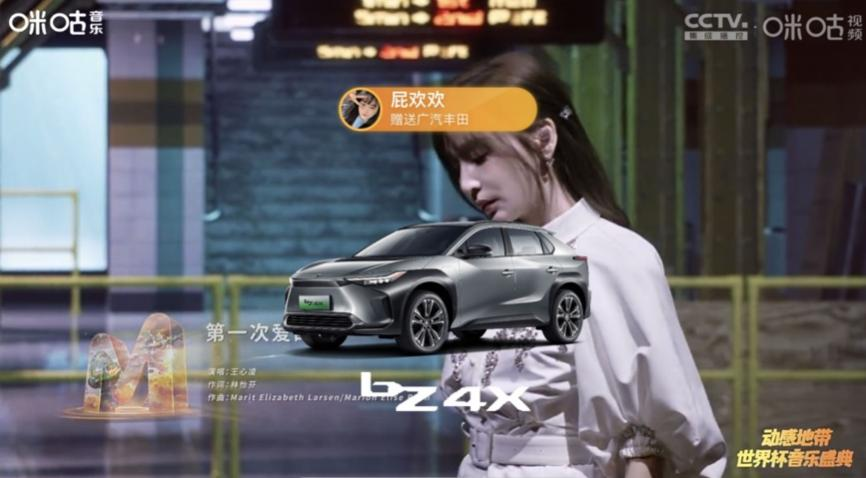 咪咕音乐
CCTV.
集成播控
咪咕视频
屁欢欢
赠送广汽丰田
bZ4X
第一次爱
演唱:王心凌
作词:林怡芬
作曲:Marit Elizabeth Larsen/Marion Elise
bZ4X
动感地带
世界杯音乐盛典